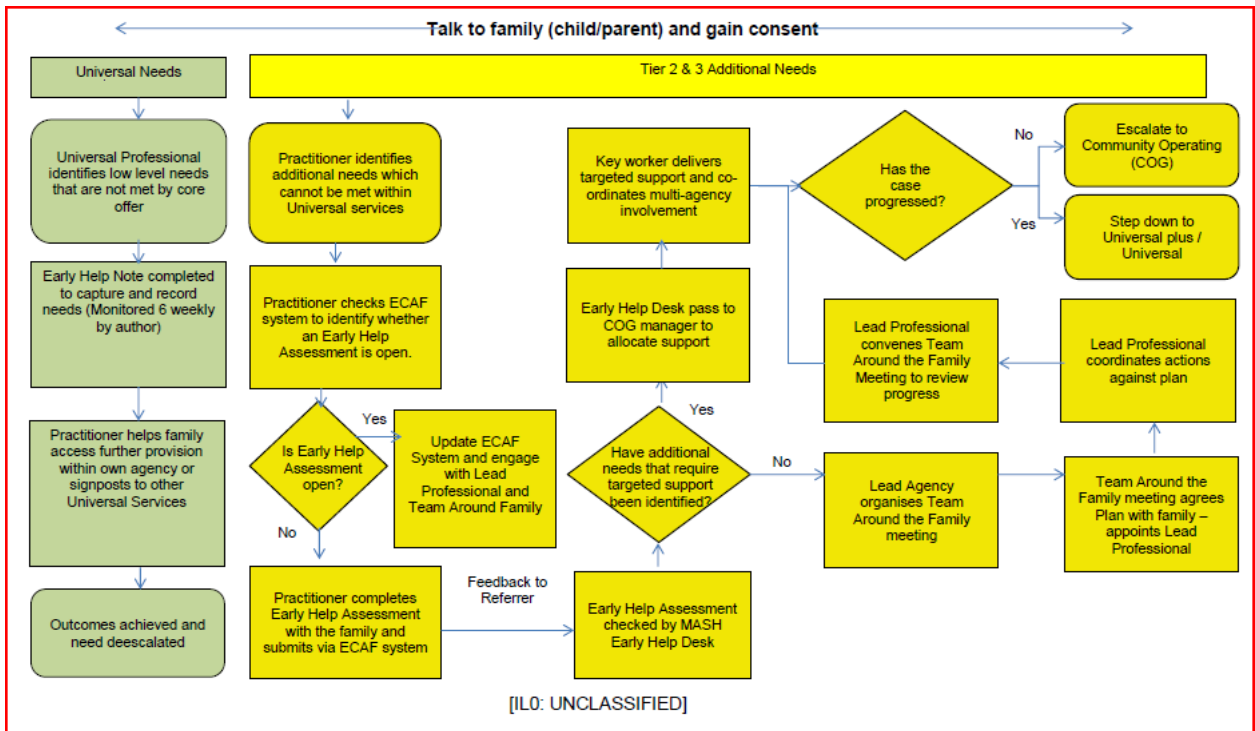 Talk to family (child/parent) and gain consent
Universal Needs
Tier 2 & 3 Additional Needs
Universal Professional
identifies low level needs
that are not met by core
offer
Early Help Note completed
to capture and record
needs (Monitored 6 weekly
by author)
Practitioner helps family
access further provision
within own agency or
signposts to other
Universal Services
Outcomes achieved and
need deescalated
Practitioner identifies
additional needs which
cannot be met within
Universal services
Practitioner checks ECAF
system to identify whether
an Early Help
Assessment is open.
Is Early Help
Assessment
open?
Yes
Update ECAF
System and engage
with Lead
Professional and
Team Around Family
No
Practitioner completes
Early Help Assessment
with the family and
submits via ECAF system
Feedback to
Referrer
Early Help Assessment
checked by MASH
Early Help Desk
Have additional
needs that require
targeted support
been identified?
Yes
Early Help Desk pass to
COG manager to
allocate support
Key worker delivers
targeted support and co-
ordinates multi-agency
involvement
No
Lead Agency
organises Team
Around the Family
meeting
Team Around the
Family meeting agrees
Plan with family –
appoints Lead
Professional
Lead Professional
coordinates actions
against plan
Lead Professional
convenes Team
Around the Family
Meeting to review
progress
Has the
case
progressed?
No
Escalate to
Community Operating
(COG)
Yes
Step down to
Universal plus /
Universal
[IL0: UNCLASSIFIED]